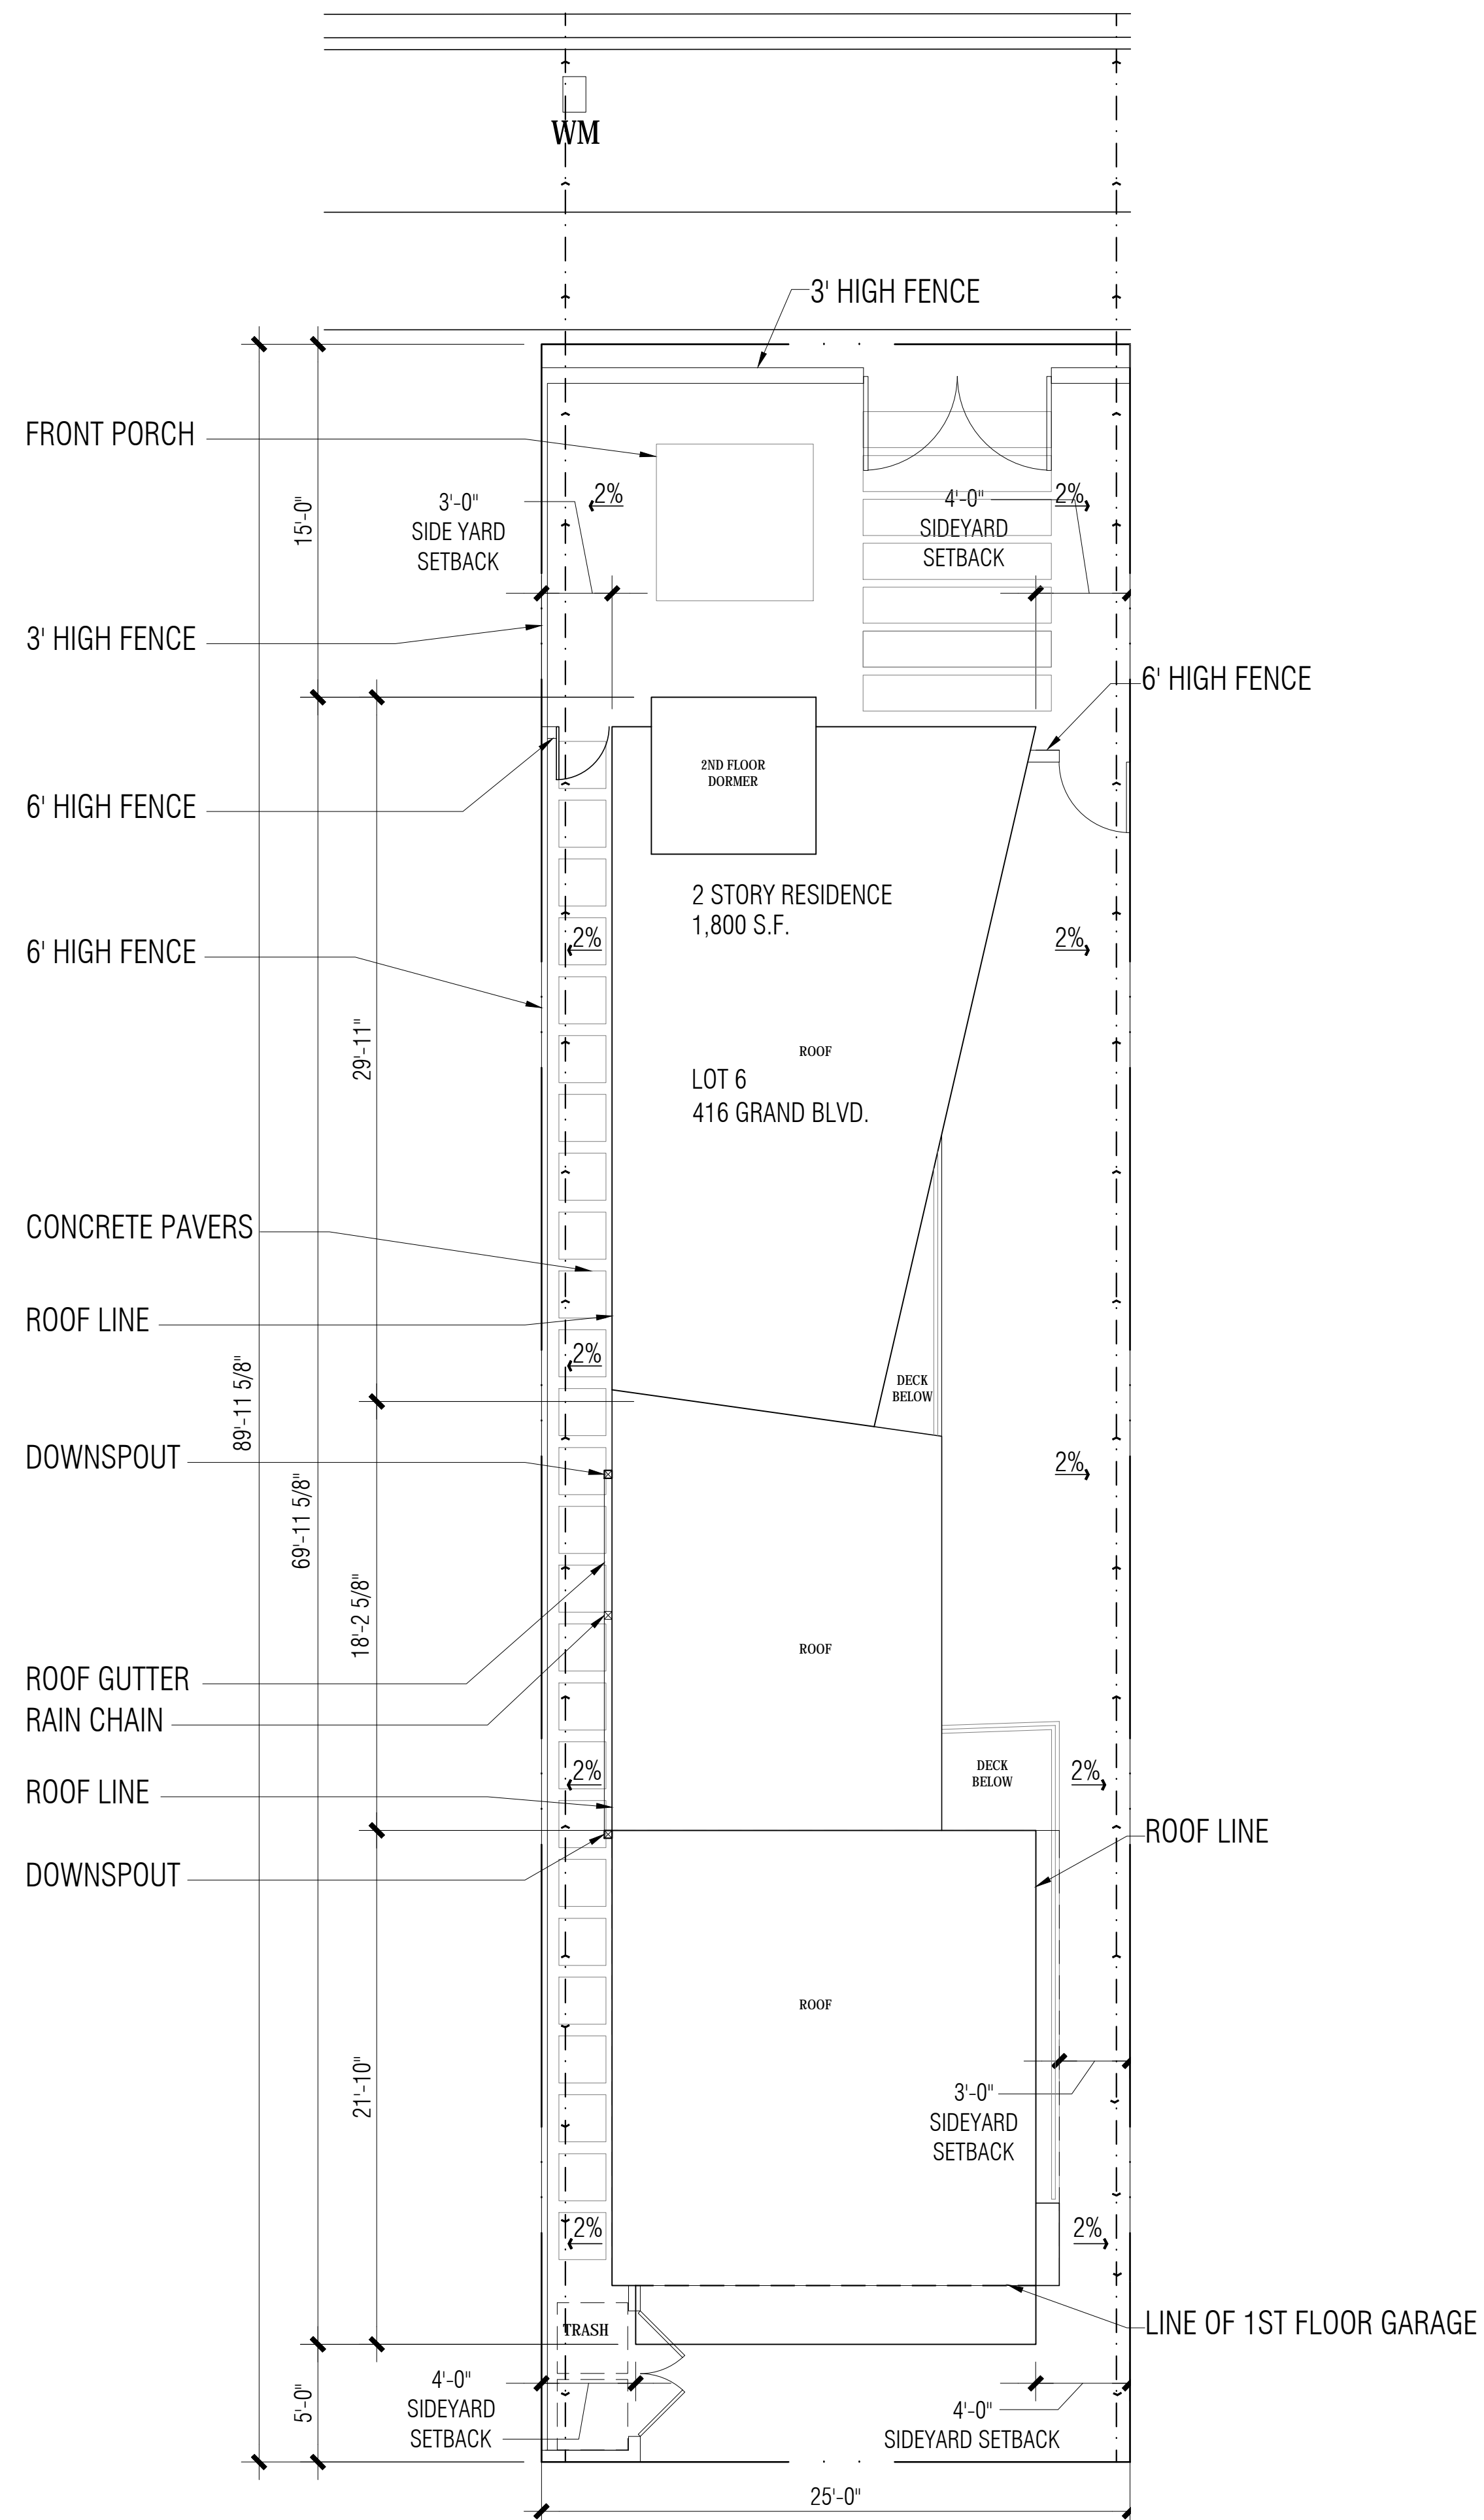 WM
3' HIGH FENCE
FRONT PORCH
3'-0"
SIDE YARD
SETBACK
2%
4'-0"
SIDEYARD
SETBACK
2%
15'-0"
3' HIGH FENCE
6' HIGH FENCE
2ND FLOOR
DORMER
6' HIGH FENCE
2 STORY RESIDENCE
1,800 S.F.
6' HIGH FENCE
2%
2%
29'-11"
ROOF
LOT 6
416 GRAND BLVD.
CONCRETE PAVERS
ROOF LINE
2%
DECK
BELOW
89'-11 5/8"
DOWNSPOUT
2%
69'-11 5/8"
18'-2 5/8"
ROOF
ROOF GUTTER
RAIN CHAIN
DECK
BELOW
2%
2%
ROOF LINE
ROOF LINE
DOWNSPOUT
ROOF
21'-10"
3'-0"
SIDEYARD
SETBACK
2%
2%
LINE OF 1ST FLOOR GARAGE
TRASH
4'-0"
SIDEYARD
SETBACK
5'-0"
4'-0"
SIDEYARD SETBACK
25'-0"